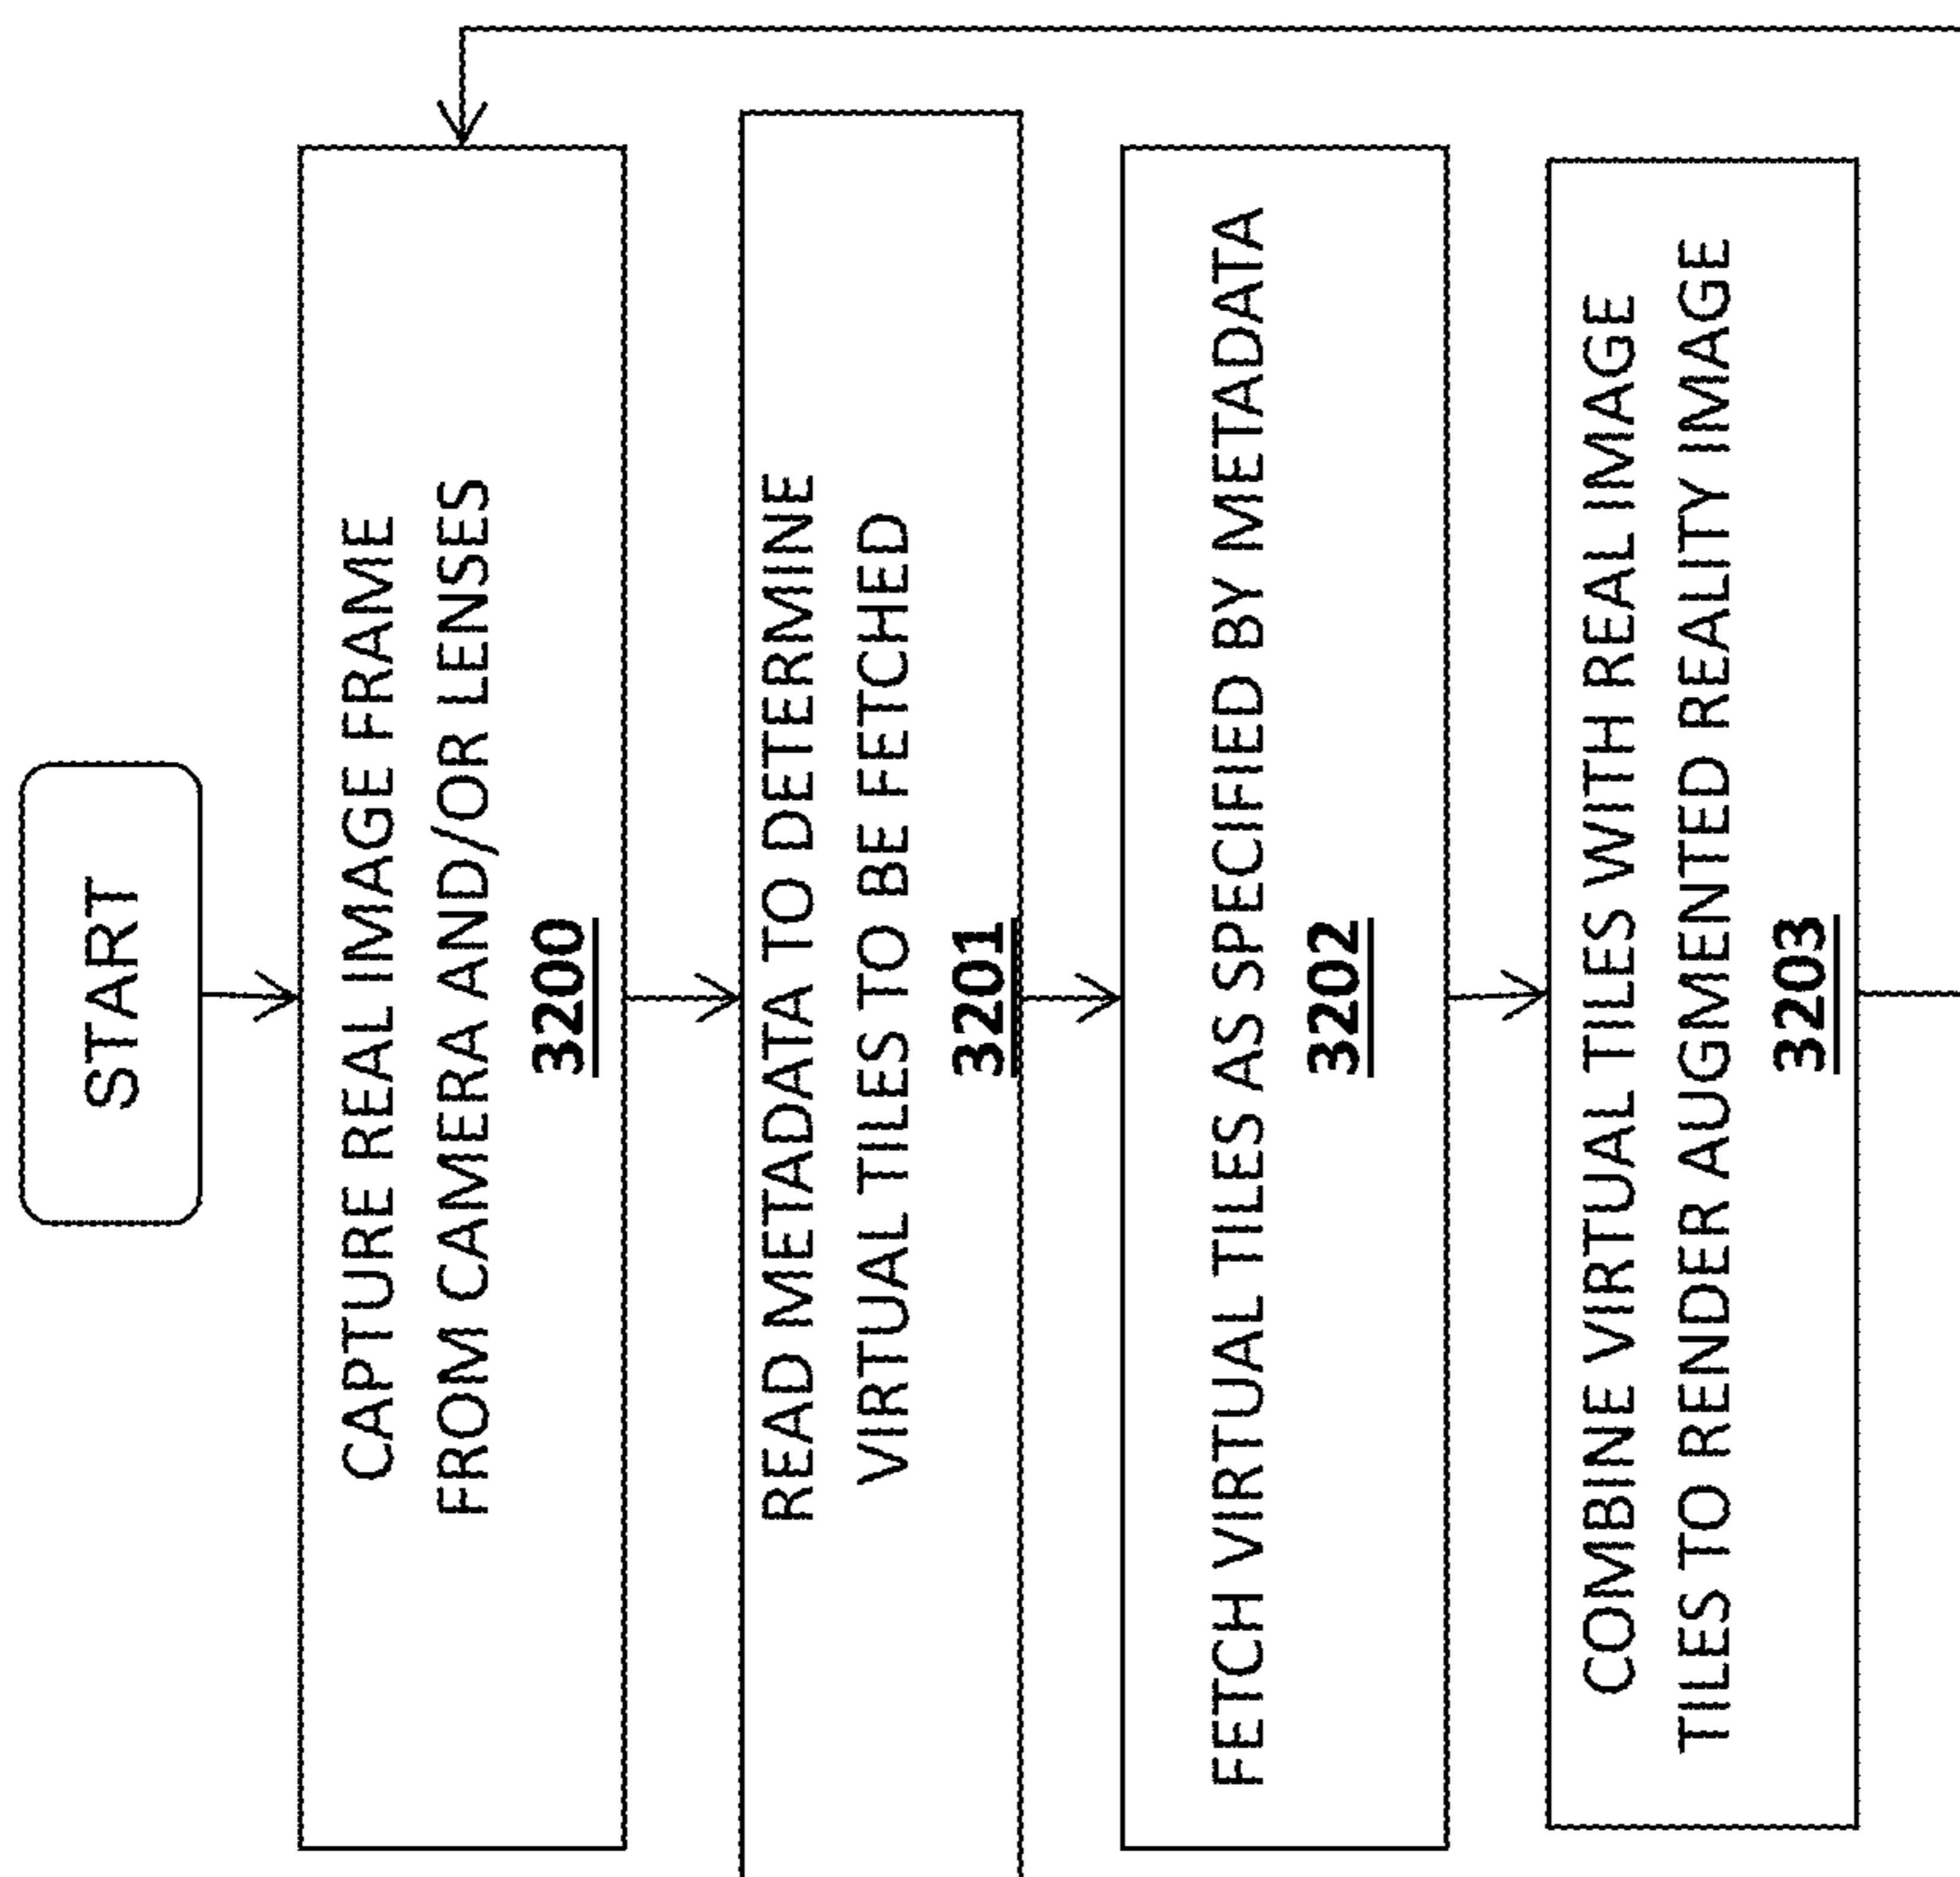 START
CAPTURE REAL IMAGE FRAME
FROM CAMERA AND/OR LENSES
3200
READ METADATA TO DETERMINE
VIRTUAL TILES TO BE FETCHED
3201
FETCH VIRTUAL TILES AS SPECIFIED BY METADATA
3202
COMBINE VIRTUAL TILES WITH REAL IMAGE
TILES TO RENDER AUGMENTED REALITY IMAGE
3203